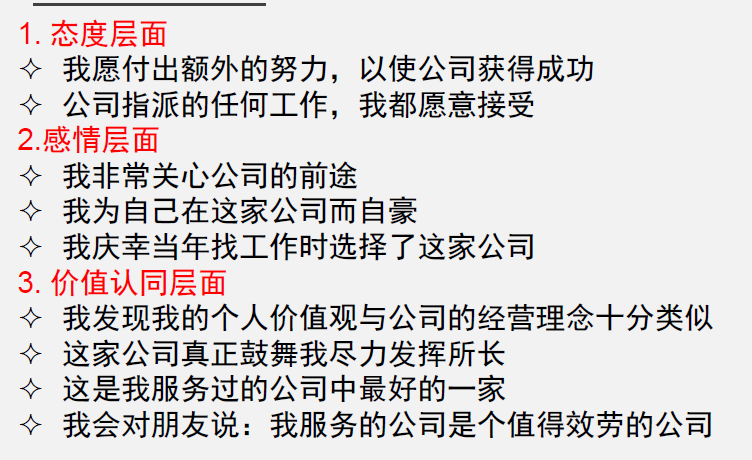 1. 态度层面
✧ 我愿付出额外的努力，以使公司获得成功
✧ 公司指派的任何工作，我都愿意接受
2.感情层面
✧ 我非常关心公司的前途
✧ 我为自己在这家公司而自豪
✧ 我庆幸当年找工作时选择了这家公司
3. 价值认同层面
✧ 我发现我的个人价值观与公司的经营理念十分类似
✧ 这家公司真正鼓舞我尽力发挥所长
✧ 这是我服务过的公司中最好的一家
✧ 我会对朋友说：我服务的公司是个值得效劳的公司